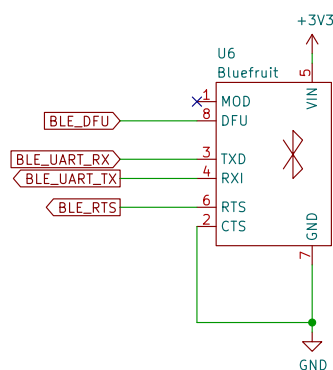 +3V3
U6
Bluefruit
5
VIN
1
MOD
BLE_DFU
8
DFU
BLE_UART_RX
3
TXD
BLE_UART_TX
4
RXI
BLE_RTS
6
RTS
2
CTS
GND
7
GND